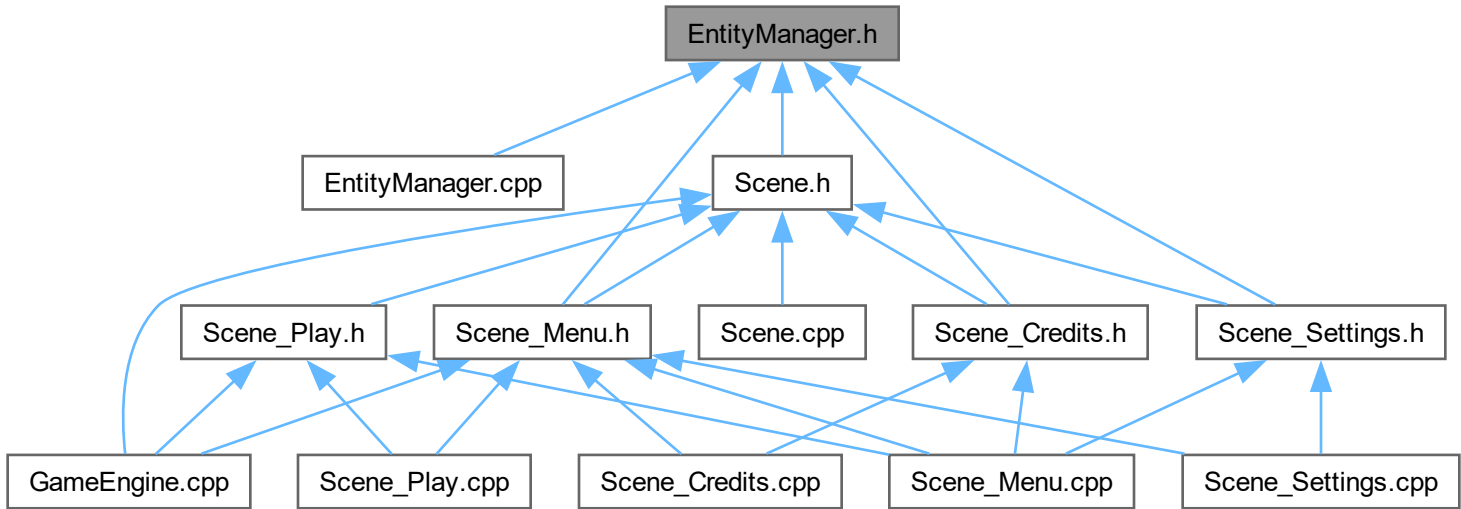 EntityManager.h
EntityManager.cpp
Scene.h
Scene_Play.h
Scene_Menu.h
Scene.cpp
Scene_Credits.h
Scene_Settings.h
GameEngine.cpp
Scene_Play.cpp
Scene_Credits.cpp
Scene_Menu.cpp
Scene_Settings.cpp